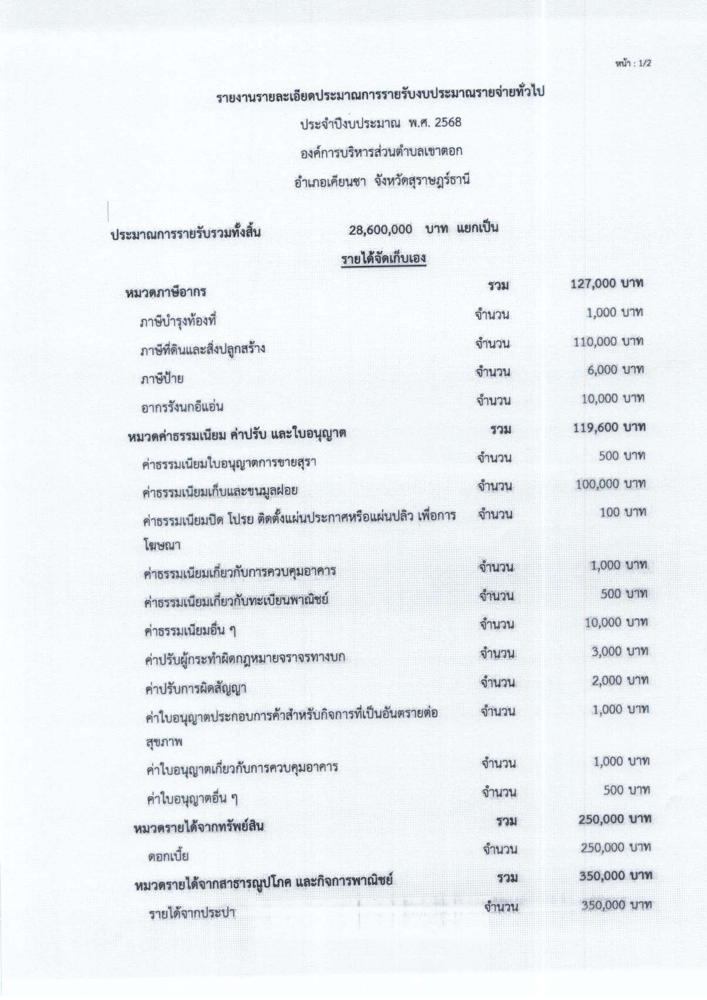 หน้า : 1/2
รายงานรายละเอียดประมาณการรายรับงบประมาณรายจ่ายทั่วไป
ประจำปีงบประมาณ พ.ศ. 2568
องค์การบริหารส่วนตำบลเขาตอก
อำเภอเคียนซา จังหวัดสุราษฎร์ธานี
ประมาณการรายรับรวมทั้งสิ้น 28,600,000 บาท แยกเป็น
รายได้จัดเก็บเอง
หมวดภาษีอากร รวม 127,000 บาท
ภาษีบำรุงท้องที่ จำนวน 1,000 บาท
ภาษีที่ดินและสิ่งปลูกสร้าง จำนวน 110,000 บาท
ภาษีป้าย จำนวน 6,000 บาท
อากรรังนกอีแอ่น จำนวน 10,000 บาท
หมวดค่าธรรมเนียม ค่าปรับ และใบอนุญาต รวม 119,600 บาท
ค่าธรรมเนียมใบอนุญาตการขายสุรา จำนวน 500 บาท
ค่าธรรมเนียมเก็บและขนมูลฝอย จำนวน 100,000 บาท
ค่าธรรมเนียมปิด โปรย ติดตั้งแผ่นประกาศหรือแผ่นปลิว เพื่อการ จำนวน 100 บาท
โฆษณา
ค่าธรรมเนียมเกี่ยวกับการควบคุมอาคาร จำนวน 1,000 บาท
ค่าธรรมเนียมเกี่ยวกับทะเบียนพาณิชย์ จำนวน 500 บาท
ค่าธรรมเนียมอื่น ๆ จำนวน 10,000 บาท
ค่าปรับผู้กระทำผิดกฎหมายจราจรทางบก จำนวน 3,000 บาท
ค่าปรับการผิดสัญญา จำนวน 2,000 บาท
ค่าใบอนุญาตประกอบการค้าสำหรับกิจการที่เป็นอันตรายต่อ จำนวน 1,000 บาท
สุขภาพ
ค่าใบอนุญาตเกี่ยวกับการควบคุมอาคาร จำนวน 1,000 บาท
ค่าใบอนุญาตอื่น ๆ จำนวน 500 บาท
หมวดรายได้จากทรัพย์สิน รวม 250,000 บาท
ดอกเบี้ย จำนวน 250,000 บาท
หมวดรายได้จากสาธารณูปโภค และกิจการพาณิชย์ รวม 350,000 บาท
รายได้จากประปา จำนวน 350,000 บาท